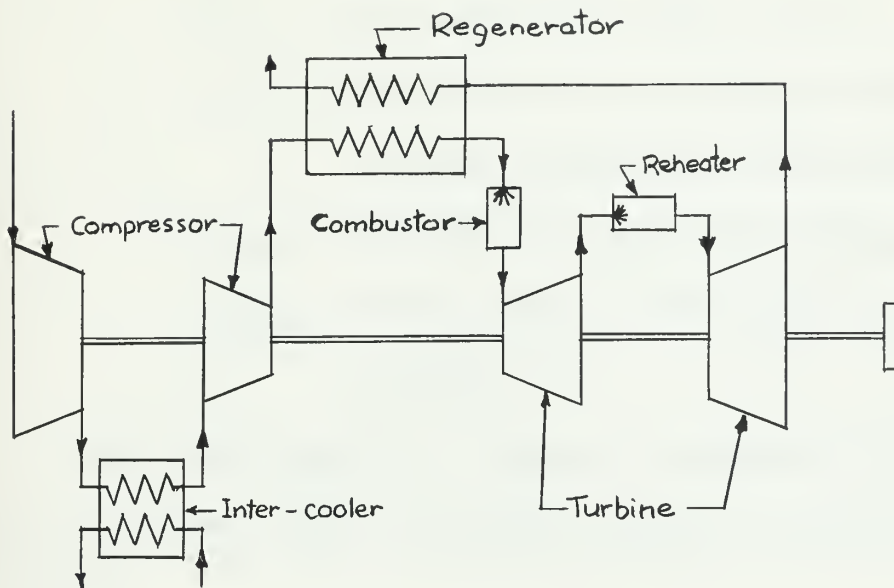 Regenerator
Reheater
Compressor
Combustor
Inter-cooler
Turbine